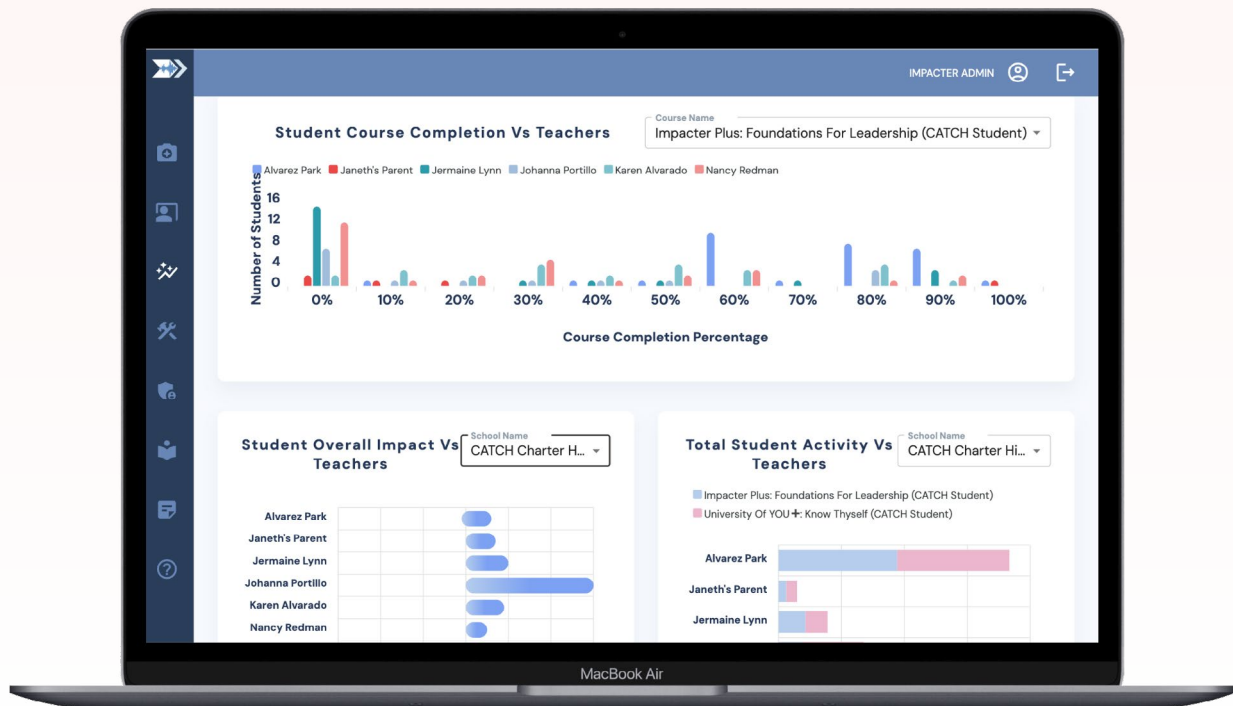 IMPACTER ADMIN
Student Course Completion Vs Teachers
Course Name
Impacter Plus: Foundations For Leadership (CATCH Student)
Alvarez Park Janeth's Parent Jermaine Lynn Johanna Portillo Karen Alvarado Nancy Redman
Number of Students
16
12
8
4
0
0% 10% 20% 30% 40% 50% 60% 70% 80% 90% 100%
Course Completion Percentage
Student Overall Impact Vs
Teachers
School Name
CATCH Charter H...
Alvarez Park
Janeth's Parent
Jermaine Lynn
Johanna Portillo
Karen Alvarado
Nancy Redman
Total Student Activity Vs
Teachers
School Name
CATCH Charter Hi...
Impacter Plus: Foundations For Leadership (CATCH Student)
University Of YOU+: Know Thyself (CATCH Student)
Alvarez Park
Janeth's Parent
Jermaine Lynn
MacBook Air